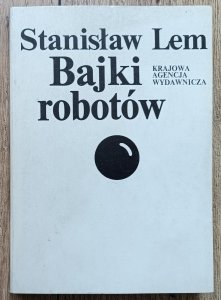 Stanisław Lem
Bajki
robotów
KRAJOWA
AGENCJA
WYDAWNICZA